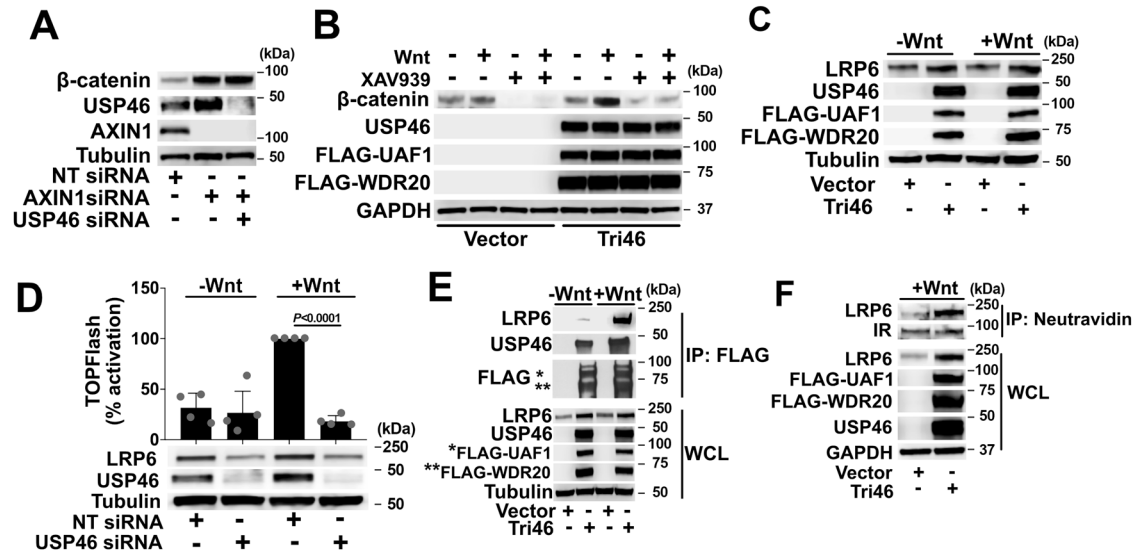 A
(kDa)
β-catenin
100
USP46
50
AXIN1
100
Tubulin
50
NT siRNA + - -
AXIN1siRNA - + +
USP46 siRNA - - +
B
Wnt - + - + - + - +
XAV939 - - + + - - + +
(kDa)
β-catenin
100
USP46
50
FLAG-UAF1
100
FLAG-WDR20
75
GAPDH
37
Vector Tri46
C
-Wnt +Wnt
(kDa)
LRP6
250
USP46
50
FLAG-UAF1
100
FLAG-WDR20
75
Tubulin
50
Vector + - + -
Tri46 - + - +
D
-Wnt +Wnt
P<0.0001
TOPFlash
(% activation)
150
100
50
0
(kDa)
LRP6
250
USP46
50
Tubulin
50
NT siRNA + - + -
USP46 siRNA - + - +
E
-Wnt +Wnt
(kDa)
LRP6
250
USP46
50
FLAG *
**
100
75
IP: FLAG
LRP6
250
USP46
50
*FLAG-UAF1
100
**FLAG-WDR20
75
Tubulin
50
WCL
Vector + - + -
Tri46 - + - +
F
+Wnt
(kDa)
LRP6
250
IR
100
IP: Neutravidin
LRP6
250
FLAG-UAF1
100
FLAG-WDR20
75
USP46
50
GAPDH
37
WCL
Vector + -
Tri46 - +